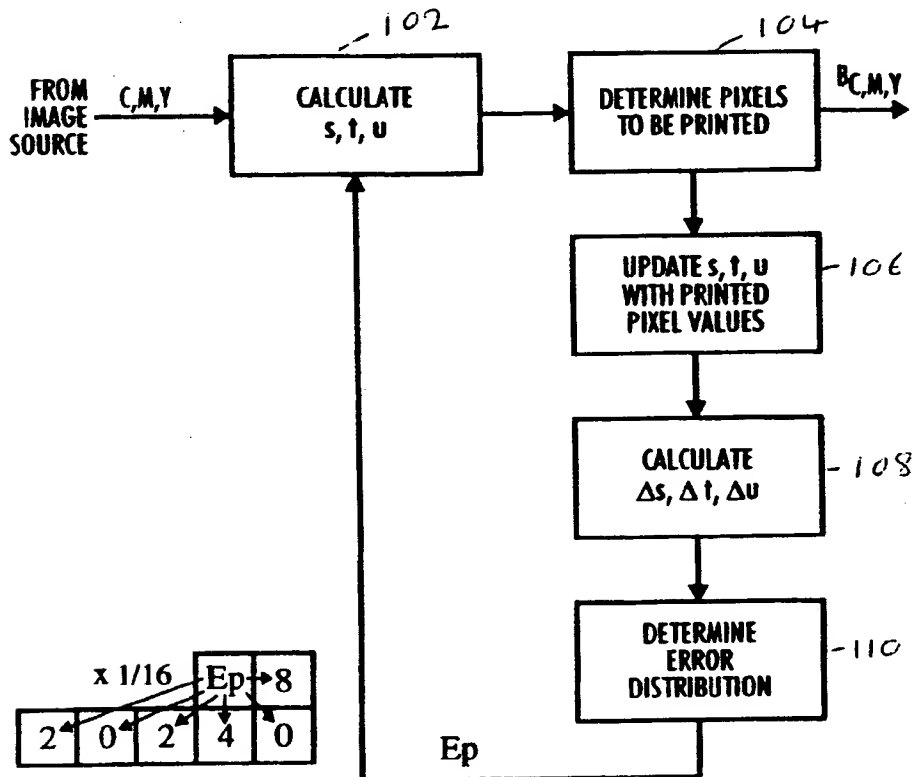 102
104
FROM
IMAGE
SOURCE
C,M,Y
CALCULATE
s, t, u
DETERMINE PIXELS
TO BE PRINTED
BC,M,Y
UPDATE s, t, u
WITH PRINTED
PIXEL VALUES
106
CALCULATE
Δs, Δt, Δu
108
DETERMINE
ERROR
DISTRIBUTION
110
x 1/16 Ep 8
2 0 2 4 0
Ep